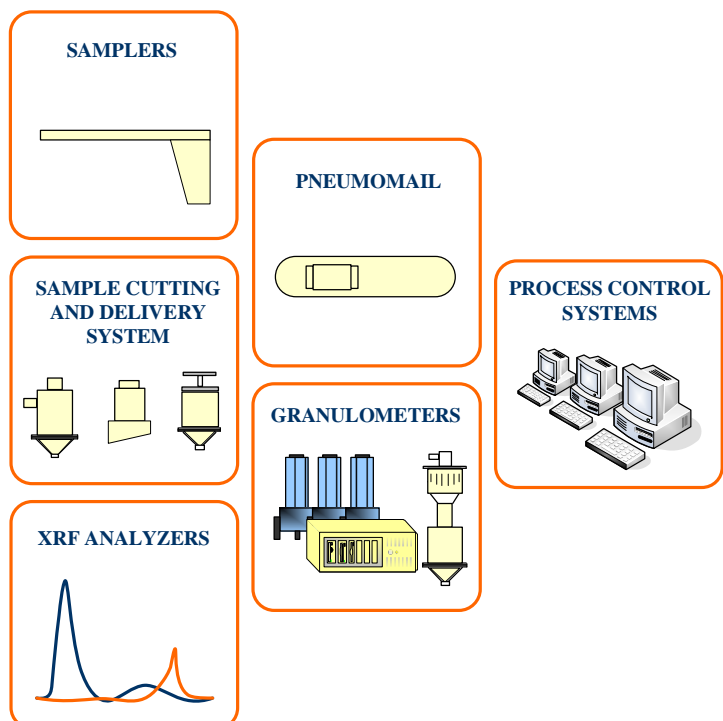 SAMPLERS
PNEUMOMAIL
SAMPLE CUTTING
AND DELIVERY
SYSTEM
PROCESS CONTROL
SYSTEMS
GRANULOMETERS
XRF ANALYZERS